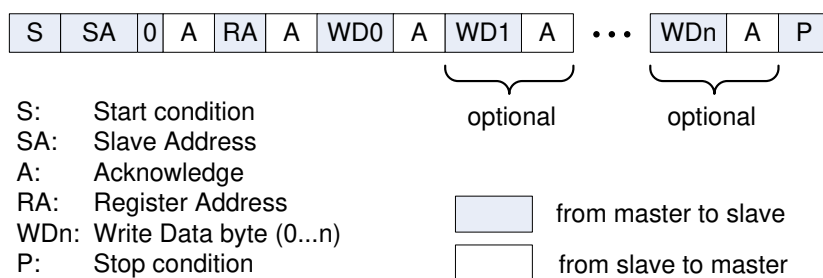 S SA 0 A RA A WD0 A WD1 A ••• WDn A P
optional optional
S: Start condition
SA: Slave Address
A: Acknowledge
RA: Register Address
WDn: Write Data byte (0...n)
P: Stop condition
from master to slave
from slave to master